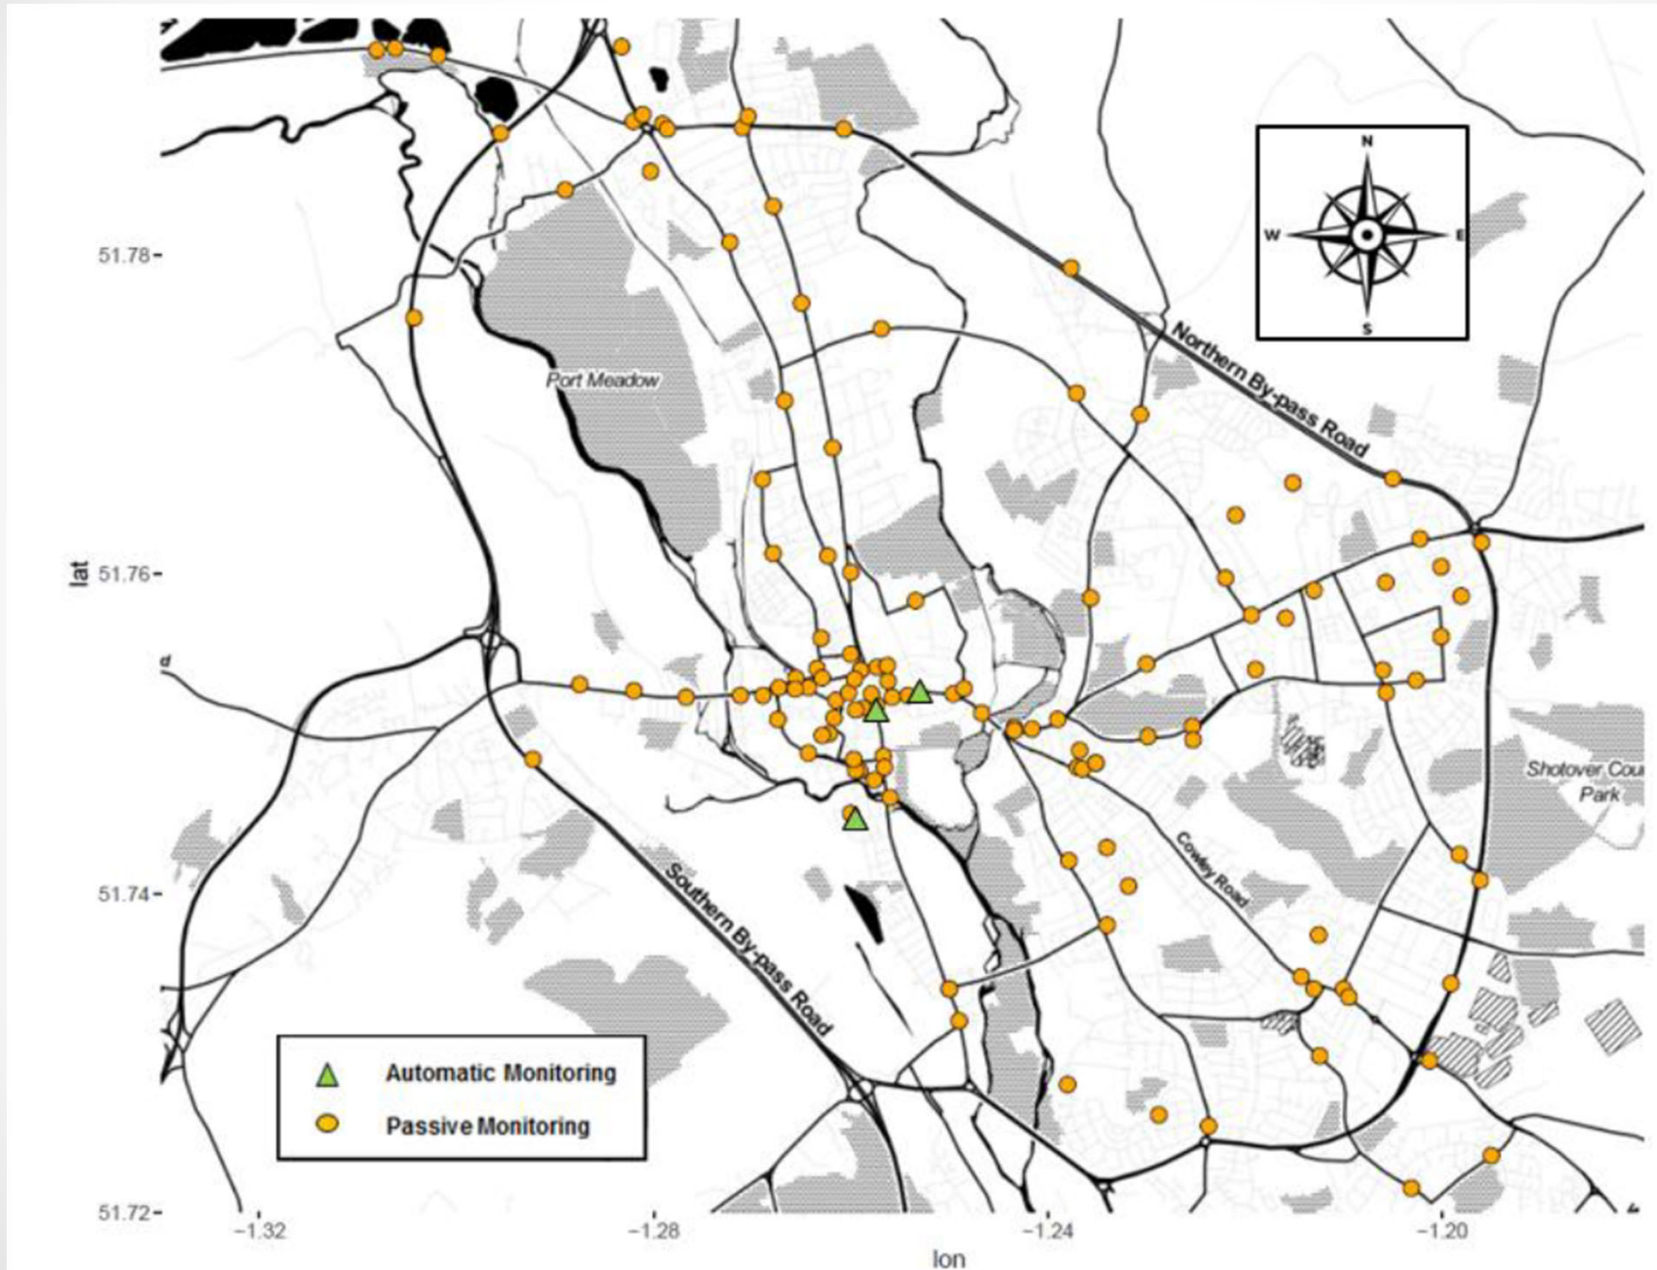 N
W
E
S
51.78
Northern By-pass Road
Port Meadow
lat
51.76
d
Shotover Cou
Park
Cowley Road
51.74
Southern By-pass Road
Automatic Monitoring
Passive Monitoring
51.72
−1.32
−1.28
−1.24
−1.20
lon